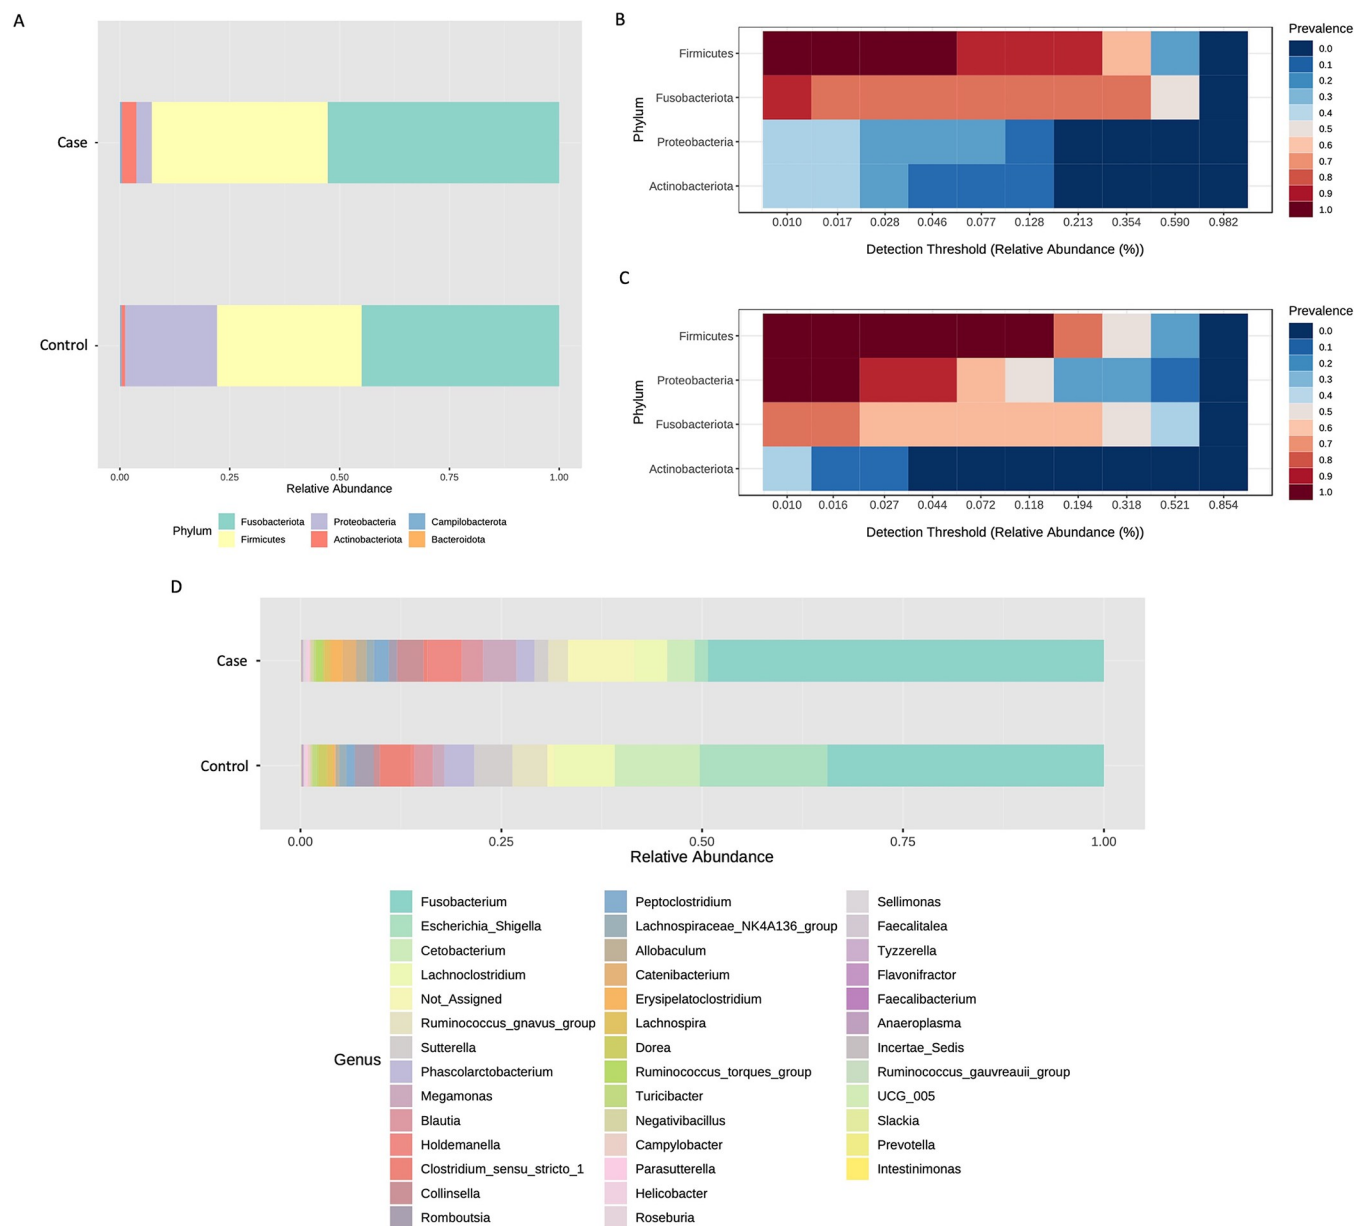 A
Case
Control
0.00 0.25 0.50 0.75 1.00
Relative Abundance
Phylum
Fusobacteriota Proteobacteria Campilobacterota
Firmicutes Actinobacteriota Bacteroidota
B
Phylum
Firmicutes
Fusobacteriota
Proteobacteria
Actinobacteriota
0.010 0.017 0.028 0.046 0.077 0.128 0.213 0.354 0.590 0.982
Detection Threshold (Relative Abundance (%))
Prevalence
0.0
0.1
0.2
0.3
0.4
0.5
0.6
0.7
0.8
0.9
1.0
C
Phylum
Firmicutes
Proteobacteria
Fusobacteriota
Actinobacteriota
0.010 0.016 0.027 0.044 0.072 0.118 0.194 0.318 0.521 0.854
Detection Threshold (Relative Abundance (%))
Prevalence
0.0
0.1
0.2
0.3
0.4
0.5
0.6
0.7
0.8
0.9
1.0
D
Case
Control
0.00 0.25 0.50 0.75 1.00
Relative Abundance
Genus
Fusobacterium
Escherichia_Shigella
Cetobacterium
Lachnoclostridium
Not_Assigned
Ruminococcus_gnavus_group
Sutterella
Phascolarctobacterium
Megamonas
Blautia
Holdemanella
Clostridium_sensu_stricto_1
Collinsella
Romboutsia
Peptoclostridium
Lachnospiraceae_NK4A136_group
Allobaculum
Catenibacterium
Erysipelatoclostridium
Lachnospira
Dorea
Ruminococcus_torques_group
Turicibacter
Negativibacillus
Campylobacter
Parasutterella
Helicobacter
Roseburia
Sellimonas
Faecalitalea
Tyzzerella
Flavonifractor
Faecalibacterium
Anaeroplasma
Incertae_Sedis
Ruminococcus_gauvreauii_group
UCG_005
Slackia
Prevotella
Intestinimonas